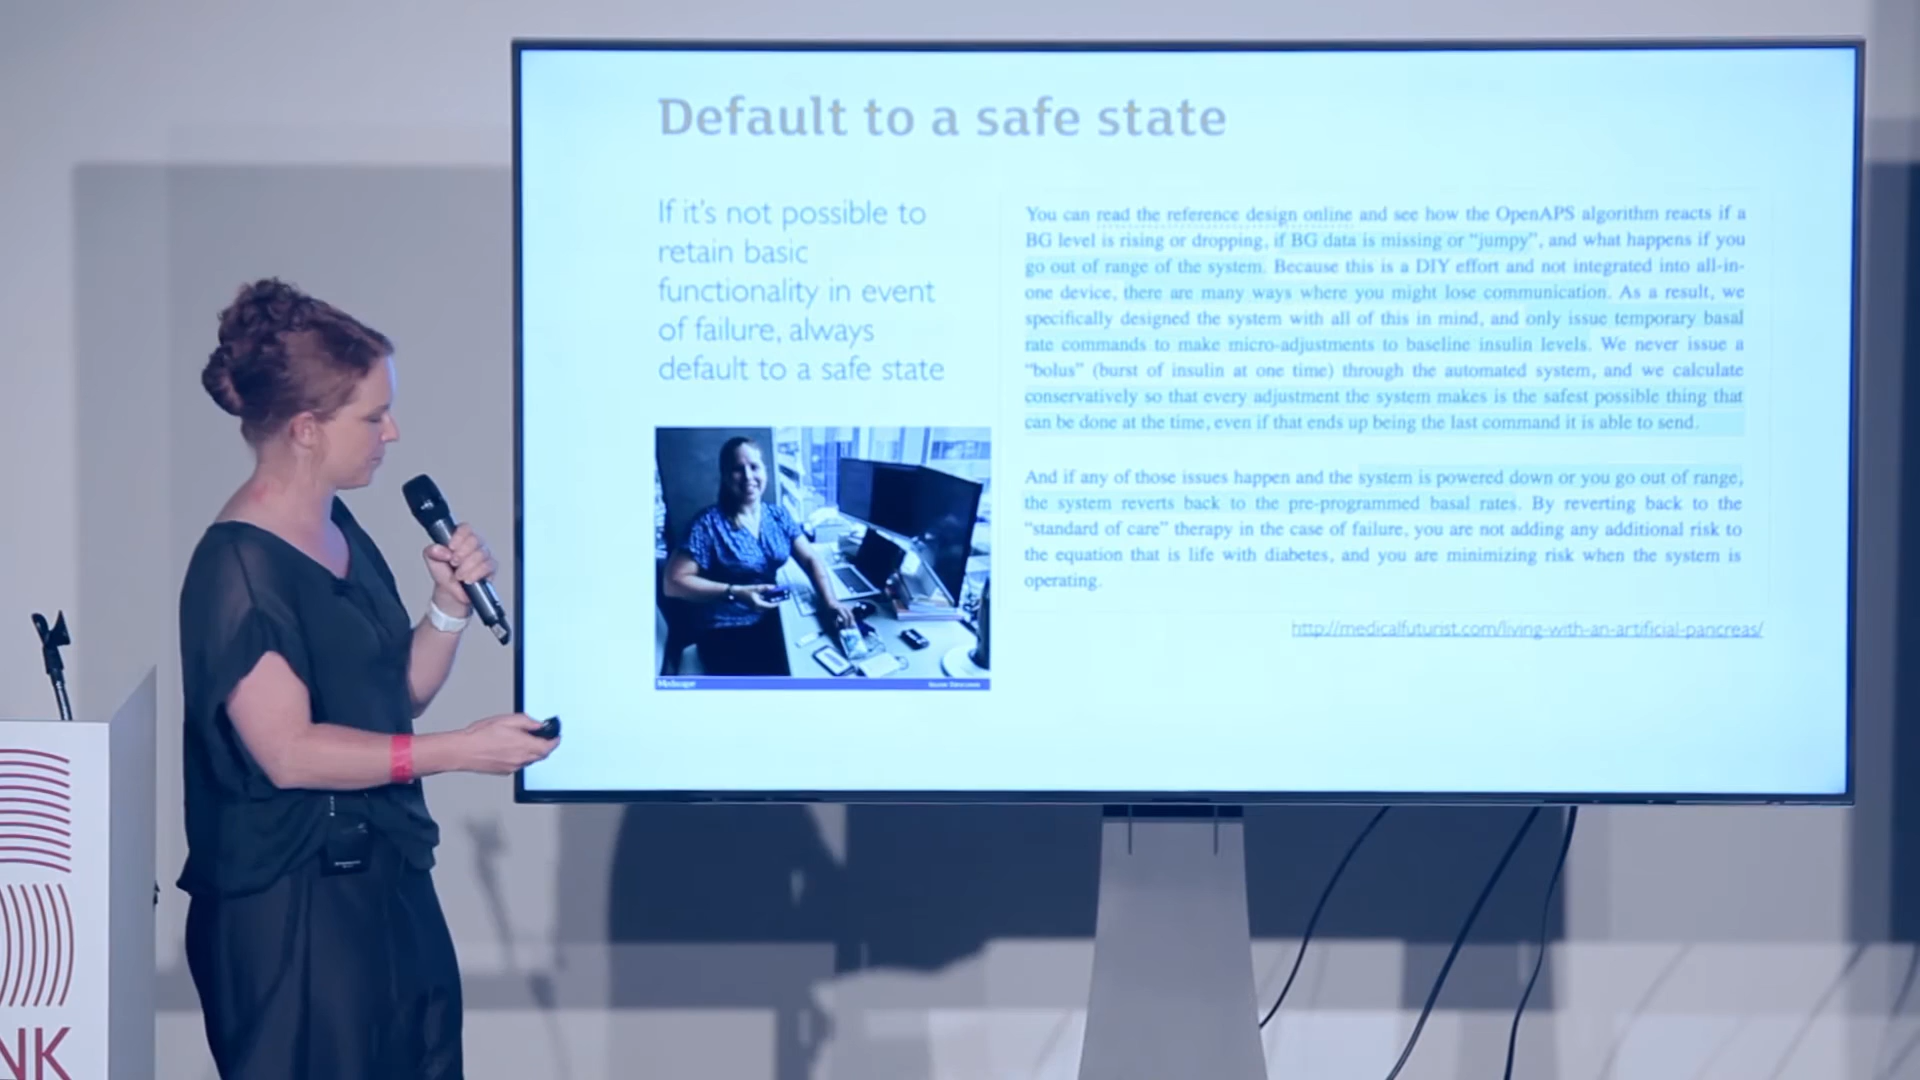 Default to a safe state
If it's not possible to
retain basic
functionality in event
of failure, always
default to a safe state
You can read the reference design online and see how the OpenAPS algorithm reacts if a
BG level is rising or dropping, if BG data is missing or “jumpy”, and what happens if you
go out of range of the system. Because this is a DIY effort and not integrated into all-in-
one device, there are many ways where you might lose communication. As a result, we
specifically designed the system with all of this in mind, and only issue temporary basal
rate commands to make micro-adjustments to baseline insulin levels. We never issue a
“bolus” (burst of insulin at one time) through the automated system, and we calculate
conservatively so that every adjustment the system makes is the safest possible thing that
can be done at the time, even if that ends up being the last command it is able to send.
And if any of those issues happen and the system is powered down or you go out of range,
the system reverts back to the pre-programmed basal rates. By reverting back to the
“standard of care” therapy in the case of failure, you are not adding any additional risk to
the equation that is life with diabetes, and you are minimizing risk when the system is
operating.
http://medicalfuturist.com/living-with-an-artificial-pancreas/
Medscape
NK